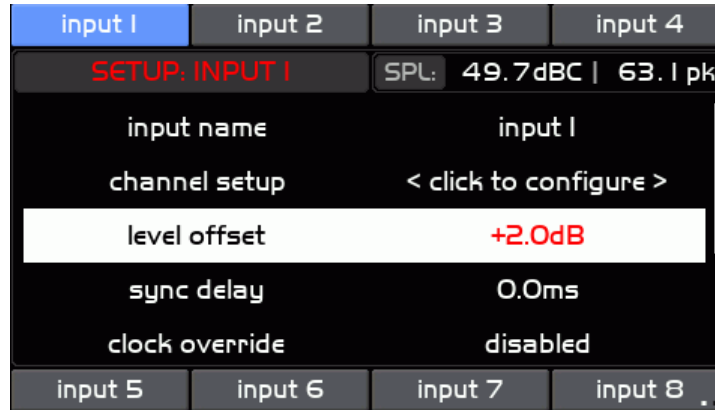 input 1 input 2 input 3 input 4
SETUP: INPUT 1 SPL: 49.7dBC | 63.1 pk
input name input 1
channel setup < click to configure >
level offset +2.0dB
sync delay 0.0ms
clock override disabled
input 5 input 6 input 7 input 8